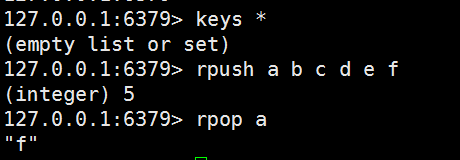 127.0.0.1:6379> keys *
(empty list or set)
127.0.0.1:6379> rpush a b c d e f
(integer) 5
127.0.0.1:6379> rpop a
"f"